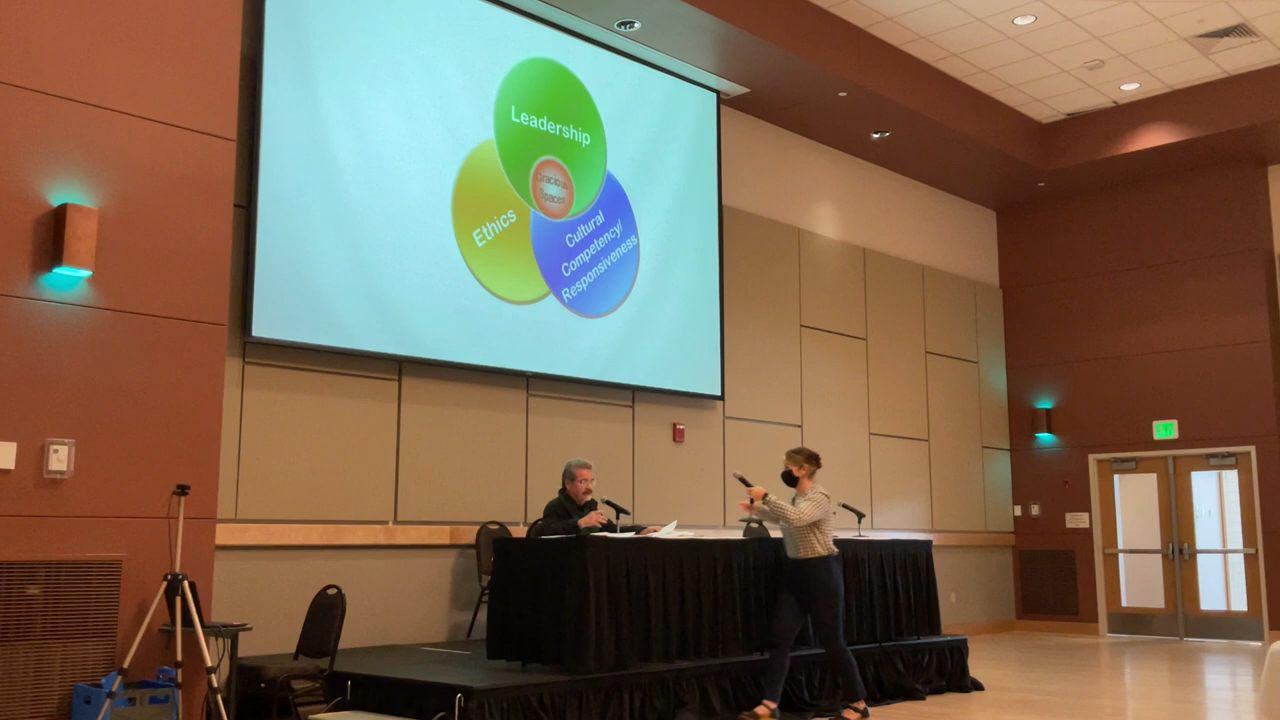 Leadership
Gracious
Spaces
Ethics
Cultural
Competency/
Responsiveness
EXIT